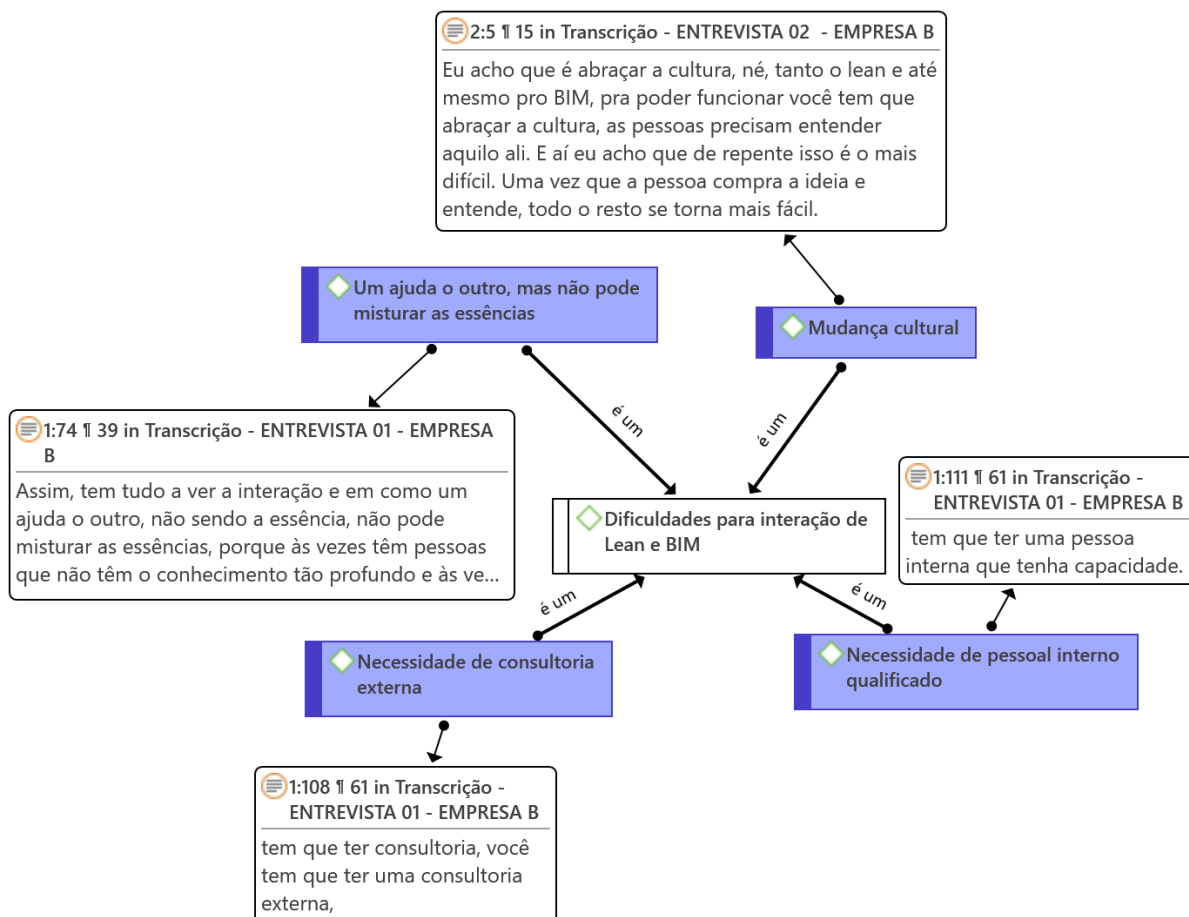 2:5 ¶ 15 in Transcrição - ENTREVISTA 02 - EMPRESA B
Eu acho que é abraçar a cultura, né, tanto o lean e até
mesmo pro BIM, pra poder funcionar você tem que
abraçar a cultura, as pessoas precisam entender
aquilo ali. E aí eu acho que de repente isso é o mais
difícil. Uma vez que a pessoa compra a ideia e
entende, todo o resto se torna mais fácil.
Um ajuda o outro, mas não pode
misturar as essências
Mudança cultural
é um
é um
1:74 ¶ 39 in Transcrição - ENTREVISTA 01 - EMPRESA
B
Assim, tem tudo a ver a interação e em como um
ajuda o outro, não sendo a essência, não pode
misturar as essências, porque às vezes têm pessoas
que não têm o conhecimento tão profundo e às ve...
1:111 ¶ 61 in Transcrição -
ENTREVISTA 01 - EMPRESA B
tem que ter uma pessoa
interna que tenha capacidade.
Dificuldades para interação de
Lean e BIM
é um
é um
Necessidade de consultoria
externa
Necessidade de pessoal interno
qualificado
1:108 ¶ 61 in Transcrição -
ENTREVISTA 01 - EMPRESA B
tem que ter consultoria, você
tem que ter uma consultoria
externa,